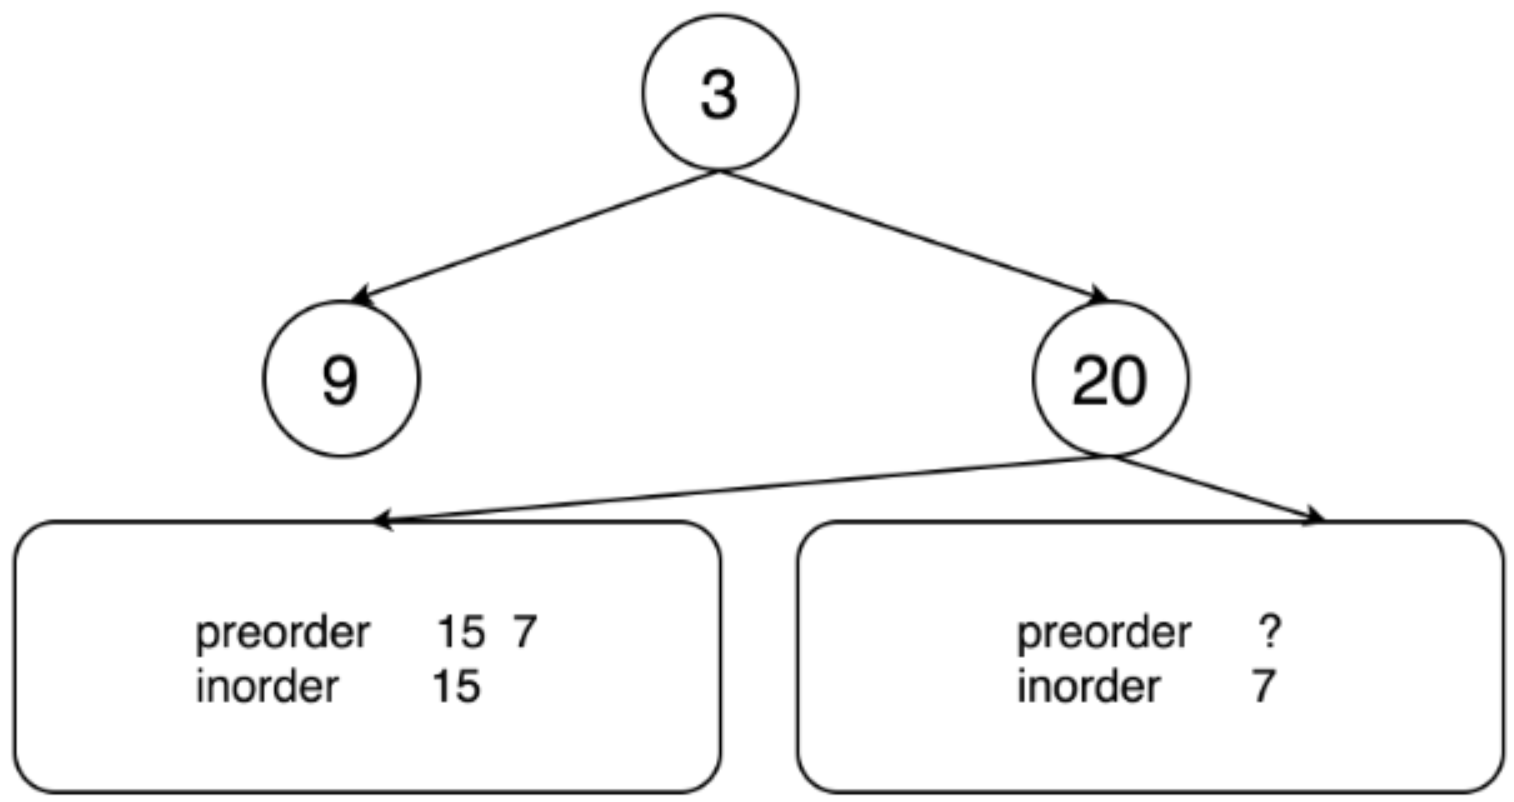 3
9
20
preorder 15 7
inorder 15
preorder ?
inorder 7